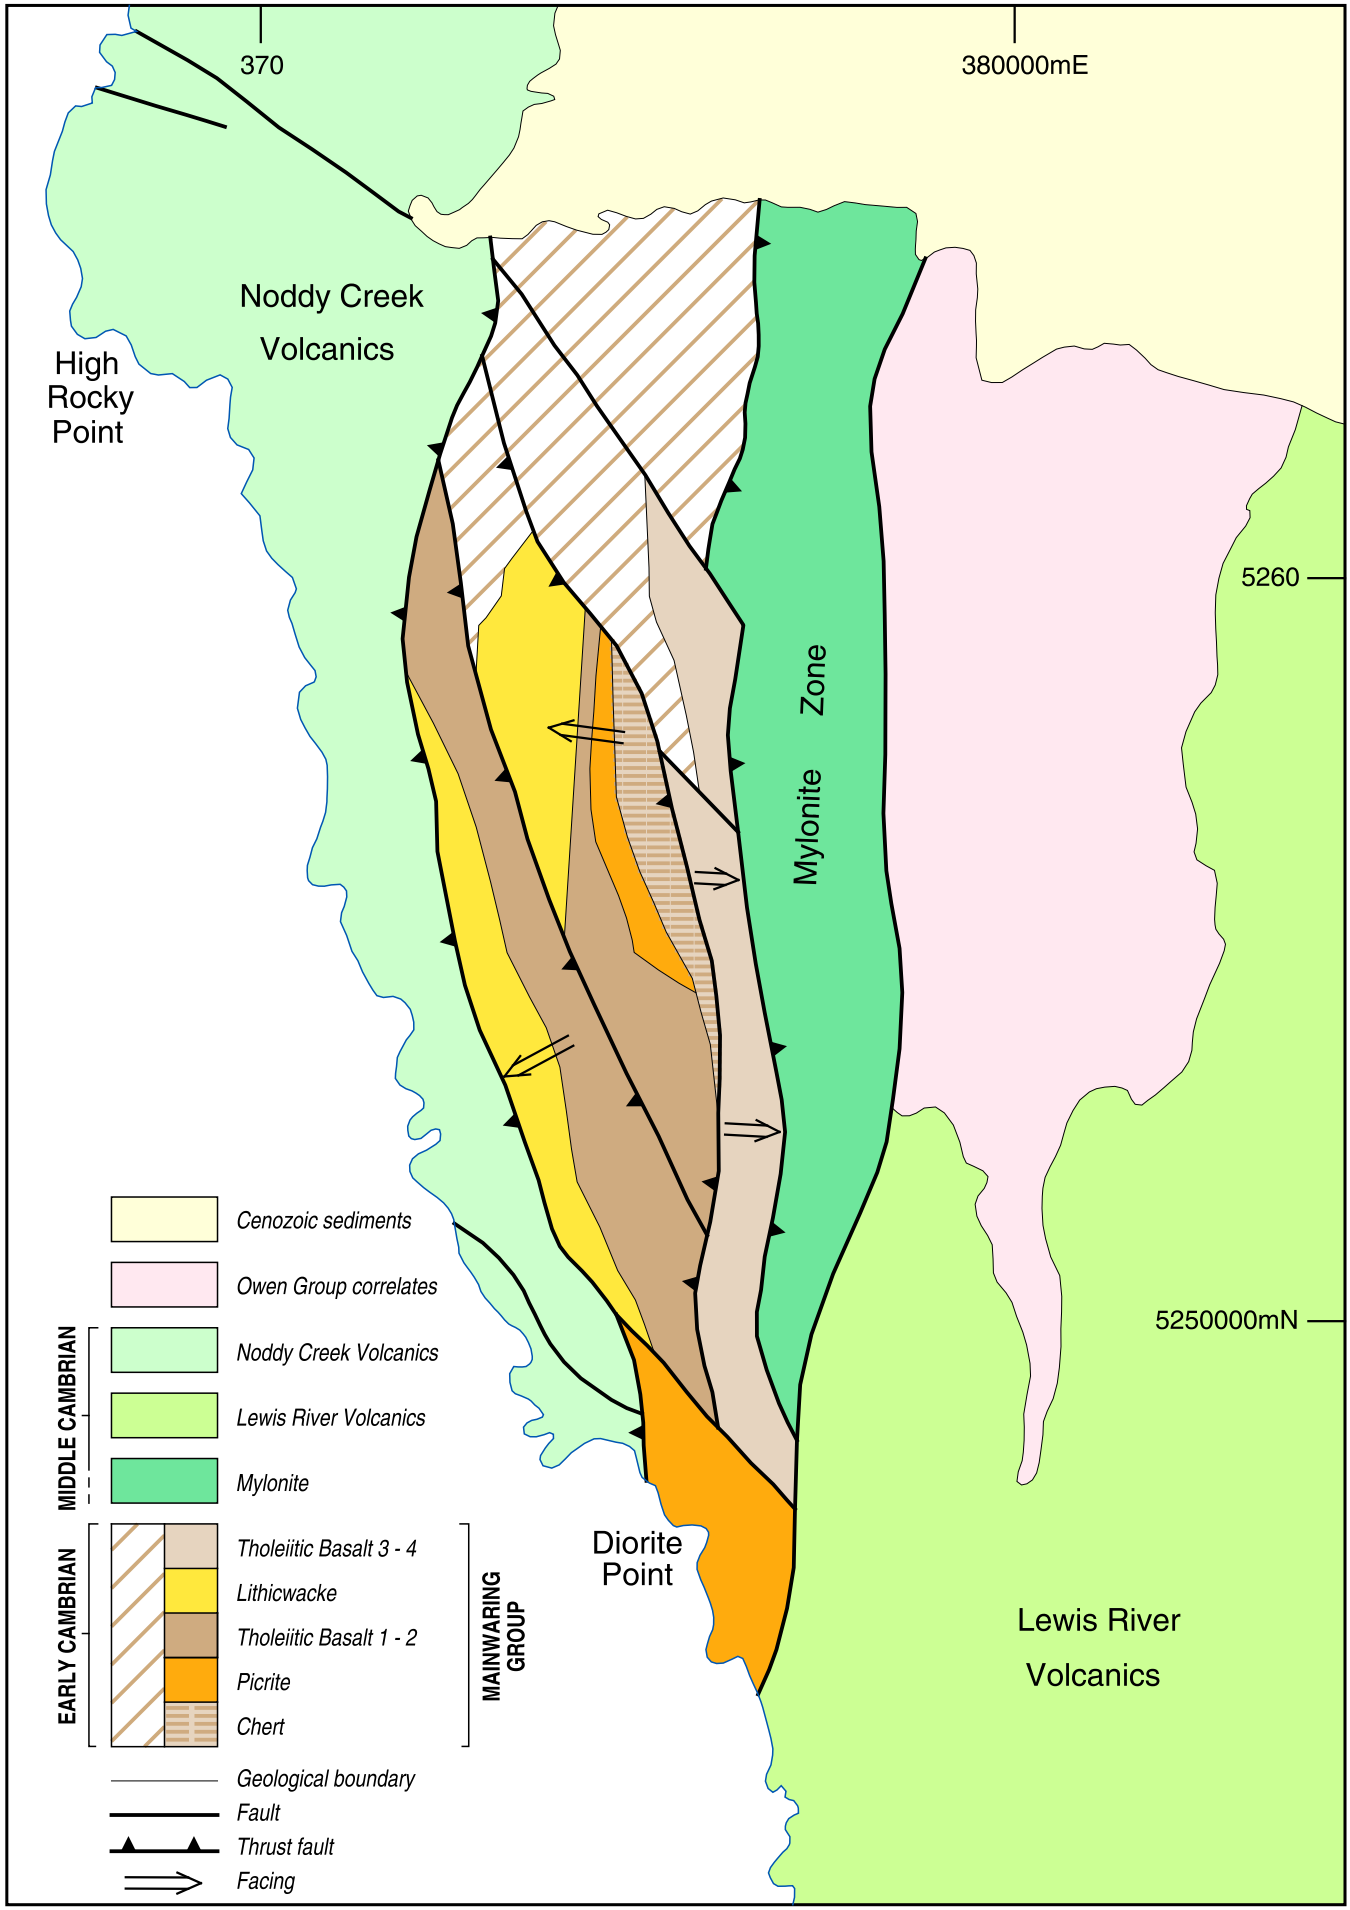 370
380000mE
Noddy Creek
Volcanics
High
Rocky
Point
5260
Mylonite Zone
5250000mN
Cenozoic sediments
Owen Group correlates
MIDDLE CAMBRIAN
Noddy Creek Volcanics
Lewis River Volcanics
Mylonite
EARLY CAMBRIAN
Tholeiitic Basalt 3 - 4
Lithicwacke
Tholeiitic Basalt 1 - 2
Picrite
Chert
MAINWARING
GROUP
Diorite
Point
Lewis River
Volcanics
Geological boundary
Fault
Thrust fault
Facing